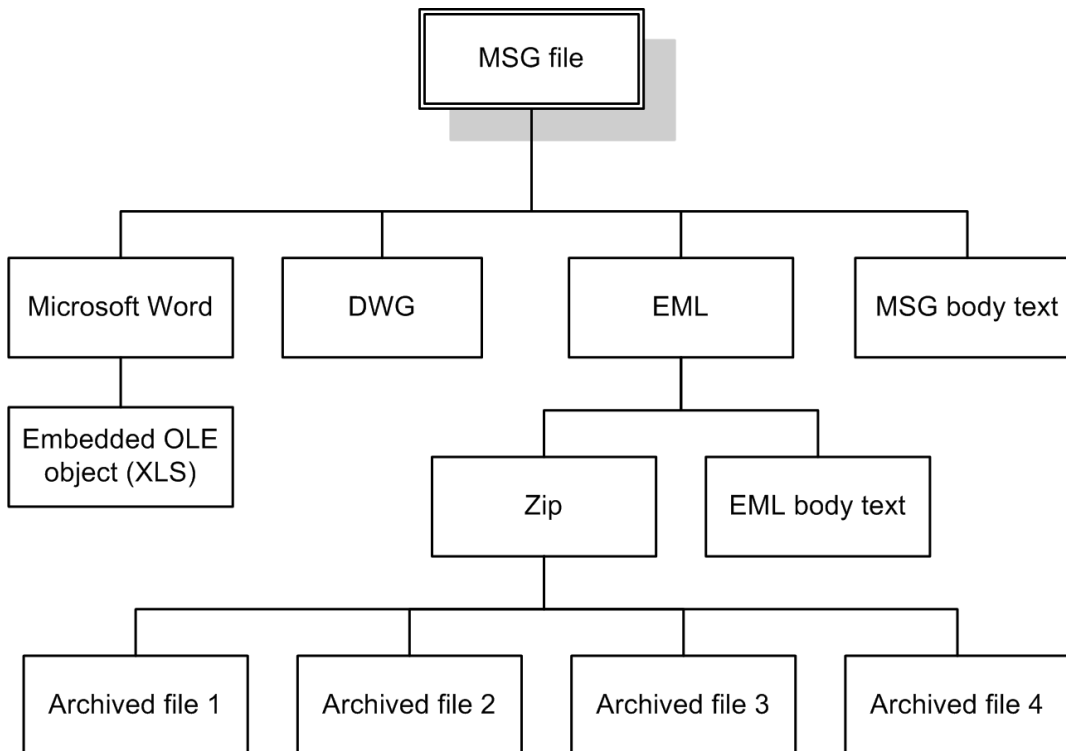 MSG file
Microsoft Word
DWG
EML
MSG body text
Embedded OLE
object (XLS)
Zip
EML body text
Archived file 1
Archived file 2
Archived file 3
Archived file 4